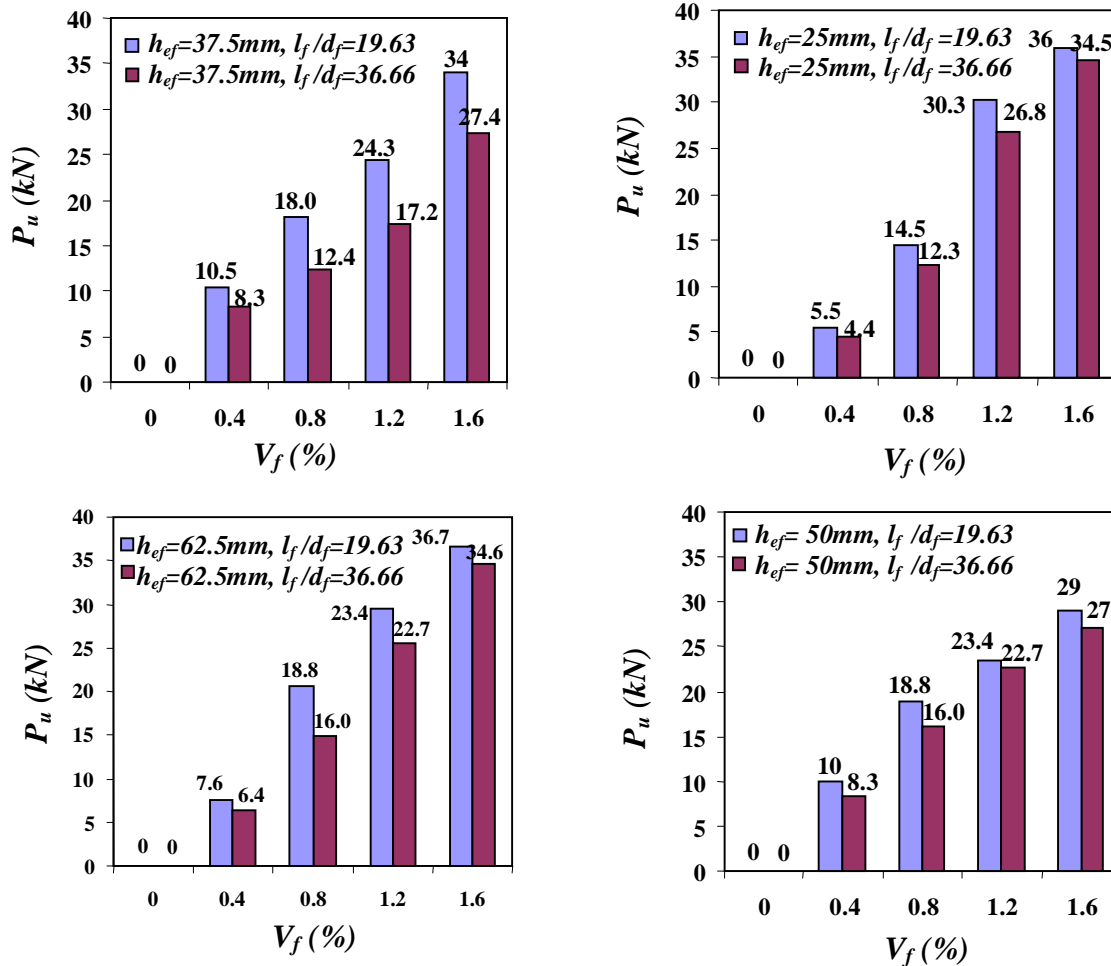 h_ef=37.5mm, l_f/d_f=19.63
h_ef=37.5mm, l_f/d_f=36.66
P_u (kN)
40
35
30
25
20
15
10
5
0
0 0
10.5 8.3
18.0 12.4
24.3 17.2
34 27.4
0 0.4 0.8 1.2 1.6
V_f (%)
h_ef=25mm, l_f/d_f=19.63
h_ef=25mm, l_f/d_f=36.66
P_u (kN)
40
35
30
25
20
15
10
5
0
0 0
5.5 4.4
14.5 12.3
30.3 26.8
36 34.5
0 0.4 0.8 1.2 1.6
V_f (%)
h_ef=62.5mm, l_f/d_f=19.63
h_ef=62.5mm, l_f/d_f=36.66
P_u (kN)
40
35
30
25
20
15
10
5
0
0 0
7.6 6.4
18.8 16.0
23.4 22.7
36.7 34.6
0 0.4 0.8 1.2 1.6
V_f (%)
h_ef= 50mm, l_f/d_f=19.63
h_ef= 50mm, l_f/d_f=36.66
P_u (kN)
40
35
30
25
20
15
10
5
0
0 0
10 8.3
18.8 16.0
23.4 22.7
29 27
0 0.4 0.8 1.2 1.6
V_f (%)